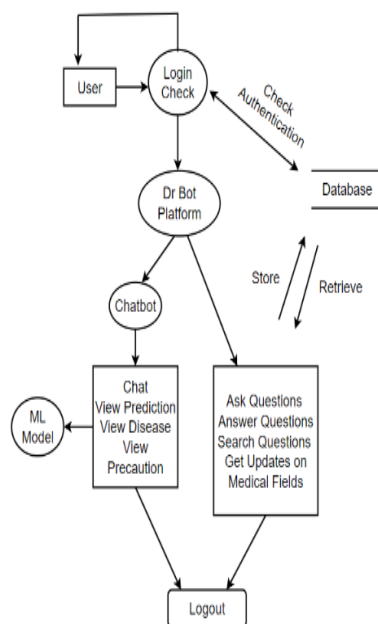 User
Login
Check
Check
Authentication
Dr Bot
Platform
Database
Store
Retrieve
Chatbot
Chat
View Prediction
View Disease
View
Precaution
ML
Model
Ask Questions
Answer Questions
Search Questions
Get Updates on
Medical Fields
Logout